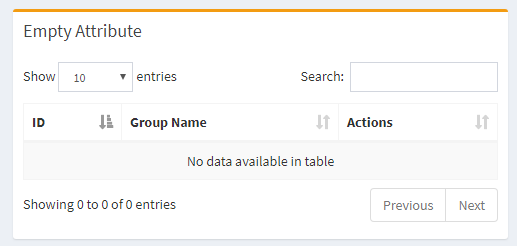 Empty Attribute
Show 10 entries Search:
ID Group Name Actions
No data available in table
Showing 0 to 0 of 0 entries Previous Next